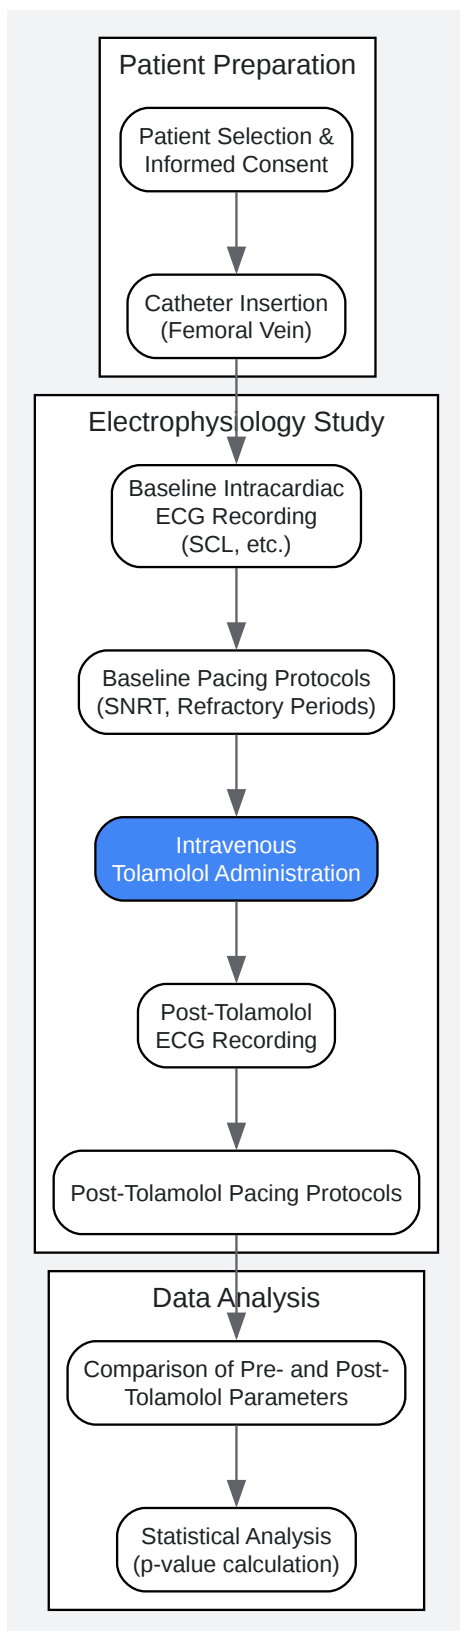 Patient Preparation
Patient Selection &
Informed Consent
Catheter Insertion
(Femoral Vein)
Electrophysiology Study
Baseline Intracardiac
ECG Recording
(SCL, etc.)
Baseline Pacing Protocols
(SNRT, Refractory Periods)
Intravenous
Tolamolol Administration
Post-Tolamolol
ECG Recording
Post-Tolamolol Pacing Protocols
Data Analysis
Comparison of Pre- and Post-
Tolamolol Parameters
Statistical Analysis
(p-value calculation)